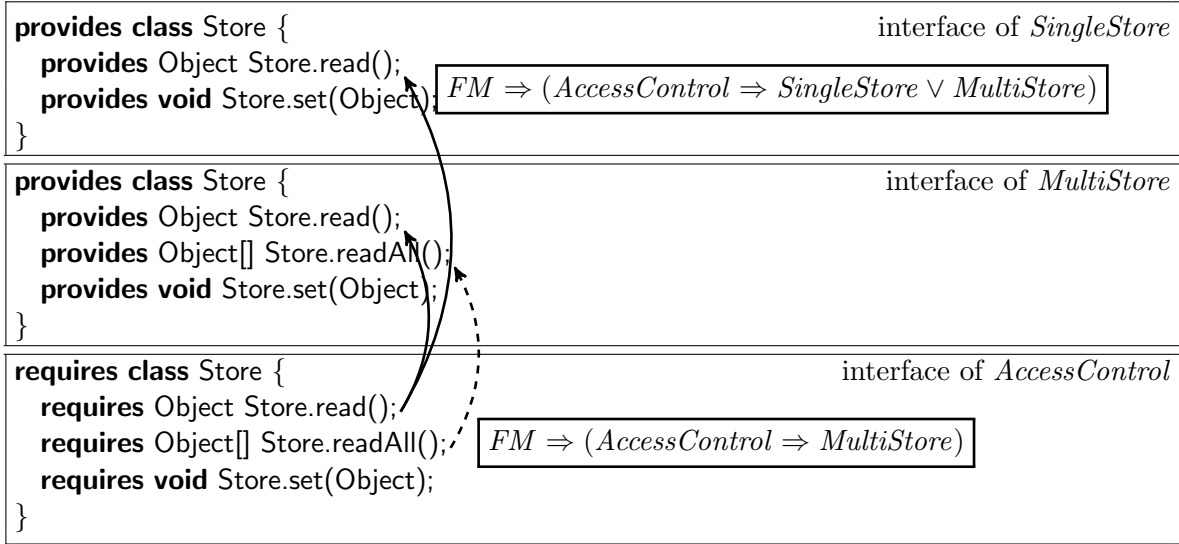 provides class Store { interface of SingleStore
provides Object Store.read();
provides void Store.set(Object); FM ⇒ (AccessControl ⇒ SingleStore ∨ MultiStore)
}
provides class Store { interface of MultiStore
provides Object Store.read();
provides Object[] Store.readAll();
provides void Store.set(Object);
}
requires class Store { interface of AccessControl
requires Object Store.read();
requires Object[] Store.readAll(); FM ⇒ (AccessControl ⇒ MultiStore)
requires void Store.set(Object);
}